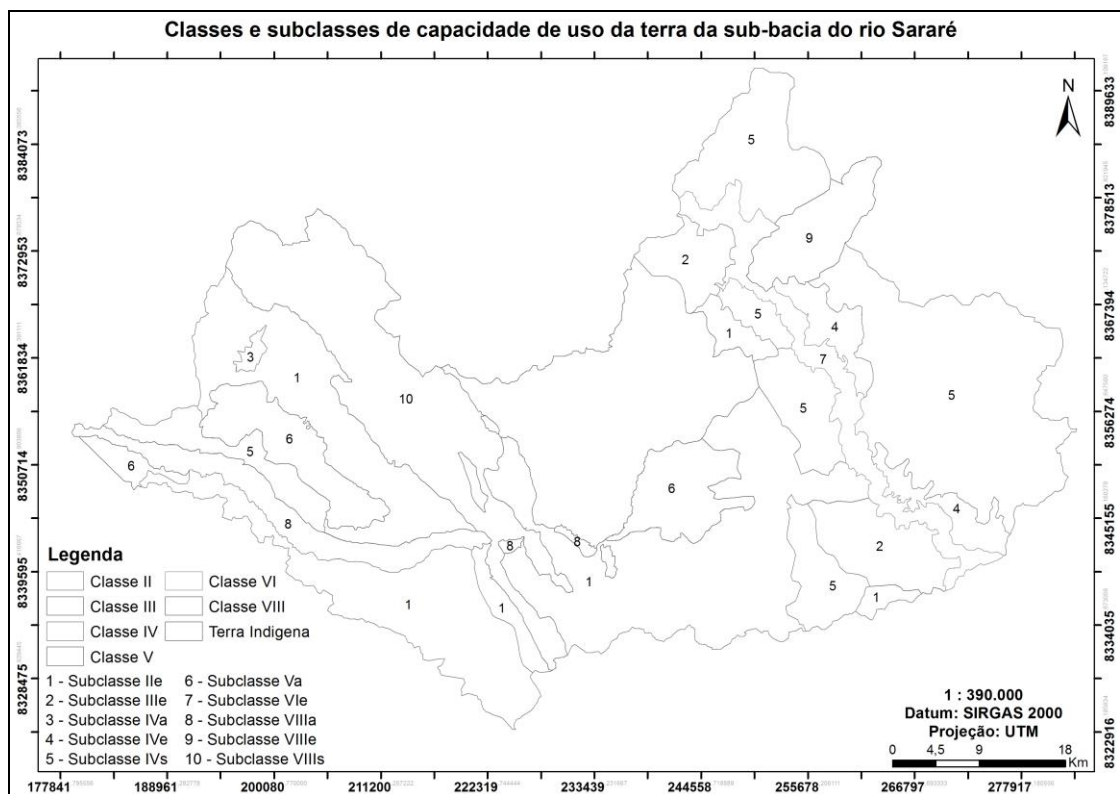 Classes e subclasses de capacidade de uso da terra da sub-bacia do rio Sararé
N
8384073
8372953
8361834
8350714
8339595
8328475
8389633
8378513
8367394
8356274
8345155
8334035
8322916
5
9
2
5
4
1
7
3
1
10
5
5
6
5
6
6
4
8
8
8
2
1
1
1
5
1
Legenda
Classe II
Classe VI
Classe III
Classe VIII
Classe IV
Terra Indigena
Classe V
1 - Subclasse IIe
6 - Subclasse Va
2 - Subclasse IIIe
7 - Subclasse VIe
3 - Subclasse IVa
8 - Subclasse VIIIa
4 - Subclasse IVe
9 - Subclasse VIIIe
5 - Subclasse IVs
10 - Subclasse VIIIs
1 : 390.000
Datum: SIRGAS 2000
Projeção: UTM
0 4,5 9 18
Km
177841 188961 200080 211200 222319 233439 244558 255678 266797 277917